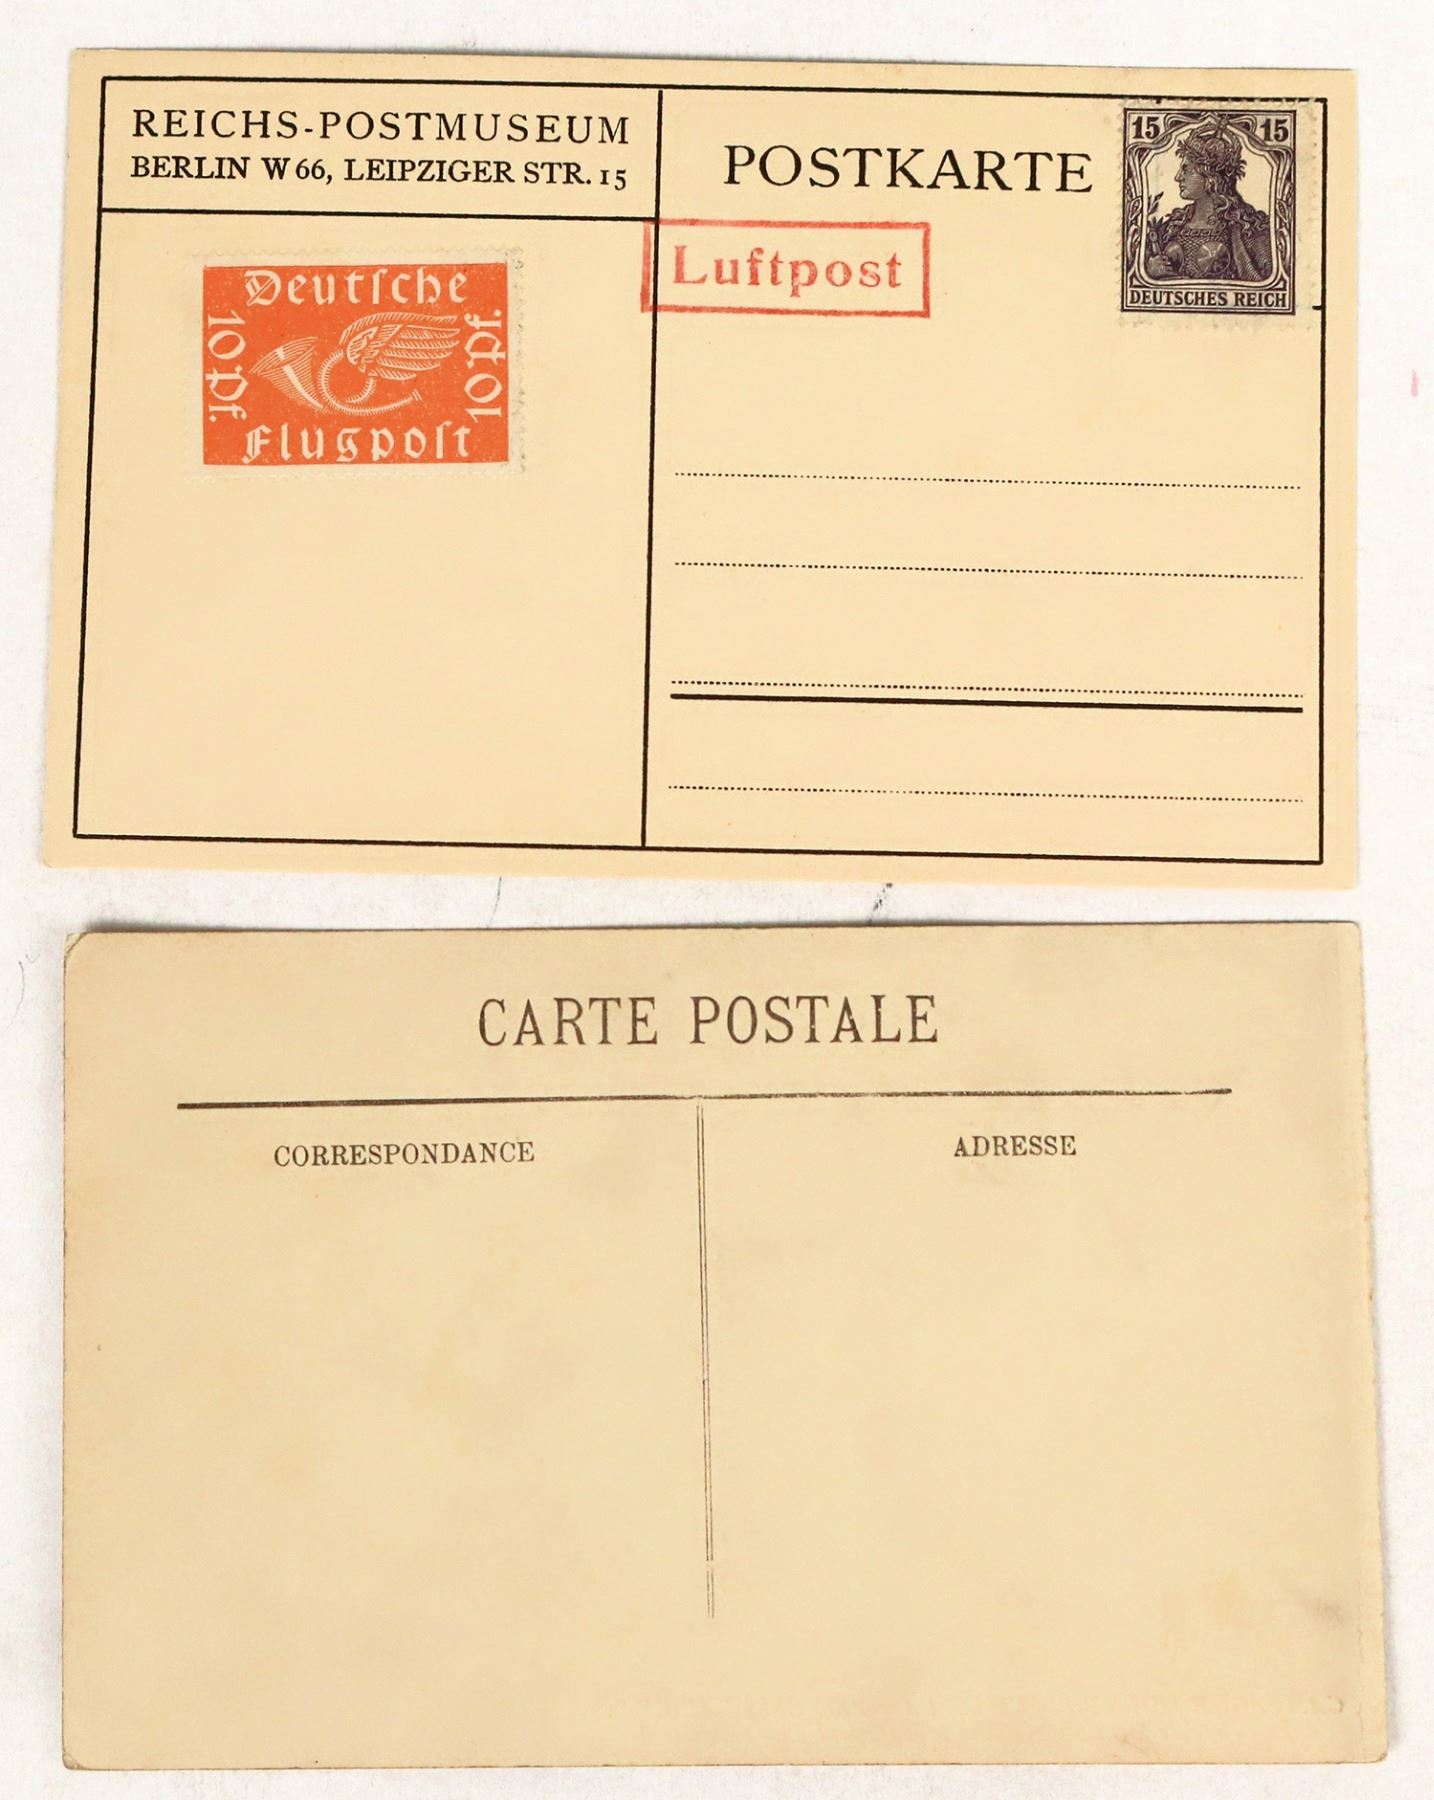 REICHS-POSTMUSEUM
BERLIN W 66, LEIPZIGER STR. 15
POSTKARTE
15 15
DEUTSCHES REICH
Luftpost
Deutsche
10 Pf. 10 Pf.
Flugpost
CARTE POSTALE
CORRESPONDANCE
ADRESSE